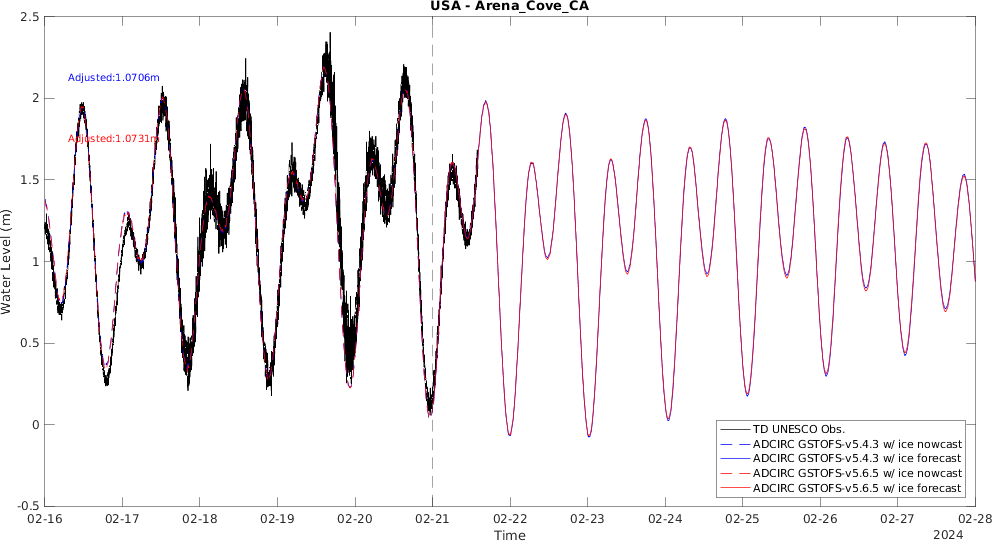 USA - Arena_Cove_CA
2.5
2
1.5
1
0.5
0
-0.5
Water Level (m)
Adjusted:1.0706m
Adjusted:1.0731m
TD UNESCO Obs.
ADCIRC GSTOFS-v5.4.3 w/ ice nowcast
ADCIRC GSTOFS-v5.4.3 w/ ice forecast
ADCIRC GSTOFS-v5.6.5 w/ ice nowcast
ADCIRC GSTOFS-v5.6.5 w/ ice forecast
02-16 02-17 02-18 02-19 02-20 02-21 02-22 02-23 02-24 02-25 02-26 02-27 02-28
Time
2024